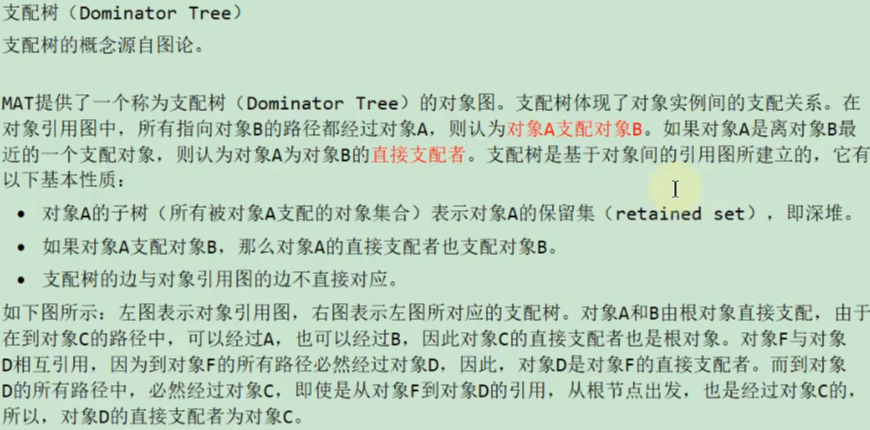 支配树（Dominator Tree）
支配树的概念源自图论。
MAT提供了一个称为支配树（Dominator Tree）的对象图。支配树体现了对象实例间的支配关系。在
对象引用图中，所有指向对象B的路径都经过对象A，则认为对象A支配对象B。如果对象A是离对象B最
近的一个支配对象，则认为对象A为对象B的直接支配者。支配树是基于对象间的引用图所建立的，它有
以下基本性质：
• 对象A的子树（所有被对象A支配的对象集合）表示对象A的保留集（retained set），即深堆。
• 如果对象A支配对象B，那么对象A的直接支配者也支配对象B。
• 支配树的边与对象引用图的边不直接对应。
如下图所示：左图表示对象引用图，右图表示左图所对应的支配树。对象A和B由根对象直接支配，由于
在到对象C的路径中，可以经过A，也可以经过B，因此对象C的直接支配者也是根对象。对象F与对象
D相互引用，因为到对象F的所有路径必然经过对象D，因此，对象D是对象F的直接支配者。而到对象
D的所有路径中，必然经过对象C，即使是从对象F到对象D的引用，从根节点出发，也是经过对象C的，
所以，对象D的直接支配者为对象C。